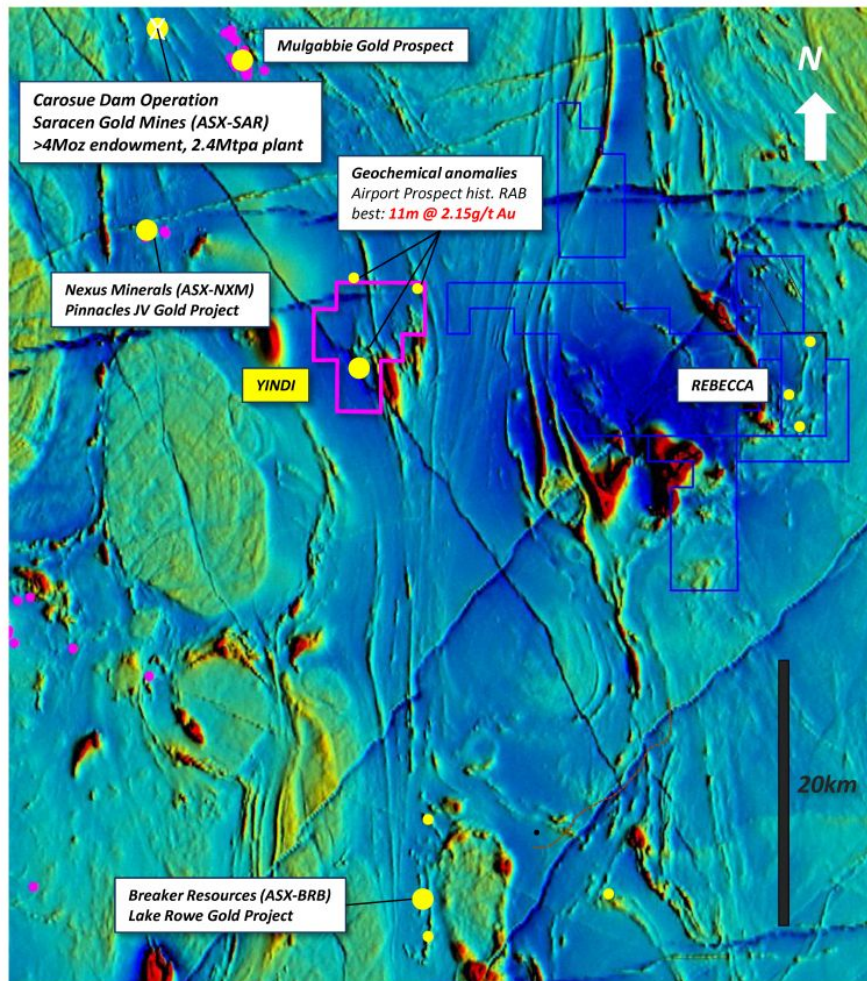 Mulgabbie Gold Prospect
N
Carosue Dam Operation
Saracen Gold Mines (ASX-SAR)
>4Moz endowment, 2.4Mtpa plant
Geochemical anomalies
Airport Prospect hist. RAB
best: 11m @ 2.15g/t Au
Nexus Minerals (ASX-NXM)
Pinnacles JV Gold Project
YINDI
REBECCA
20km
Breaker Resources (ASX-BRB)
Lake Rowe Gold Project